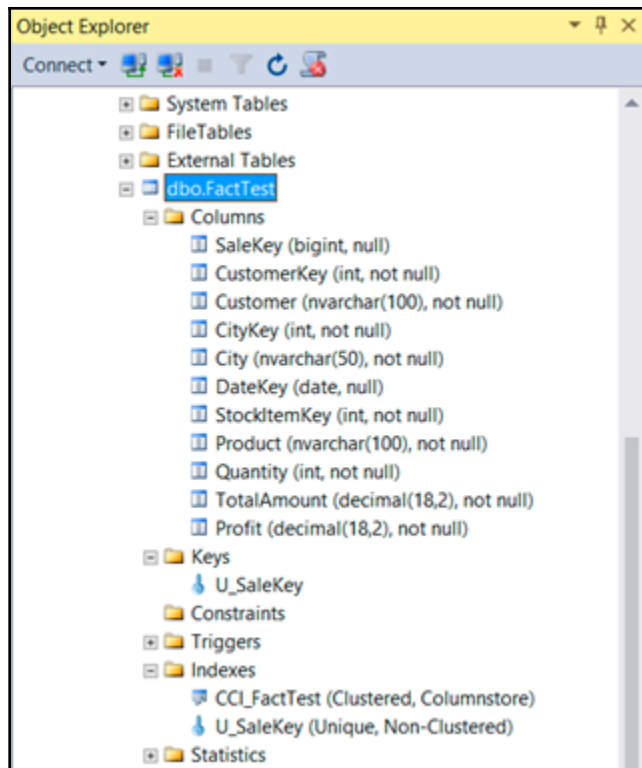 Object Explorer
Connect
System Tables
FileTables
External Tables
dbo.FactTest
Columns
SaleKey (bigint, null)
CustomerKey (int, not null)
Customer (nvarchar(100), not null)
CityKey (int, not null)
City (nvarchar(50), not null)
DateKey (date, null)
StockItemKey (int, not null)
Product (nvarchar(100), not null)
Quantity (int, not null)
TotalAmount (decimal(18,2), not null)
Profit (decimal(18,2), not null)
Keys
U_SaleKey
Constraints
Triggers
Indexes
CCI_FactTest (Clustered, Columnstore)
U_SaleKey (Unique, Non-Clustered)
Statistics